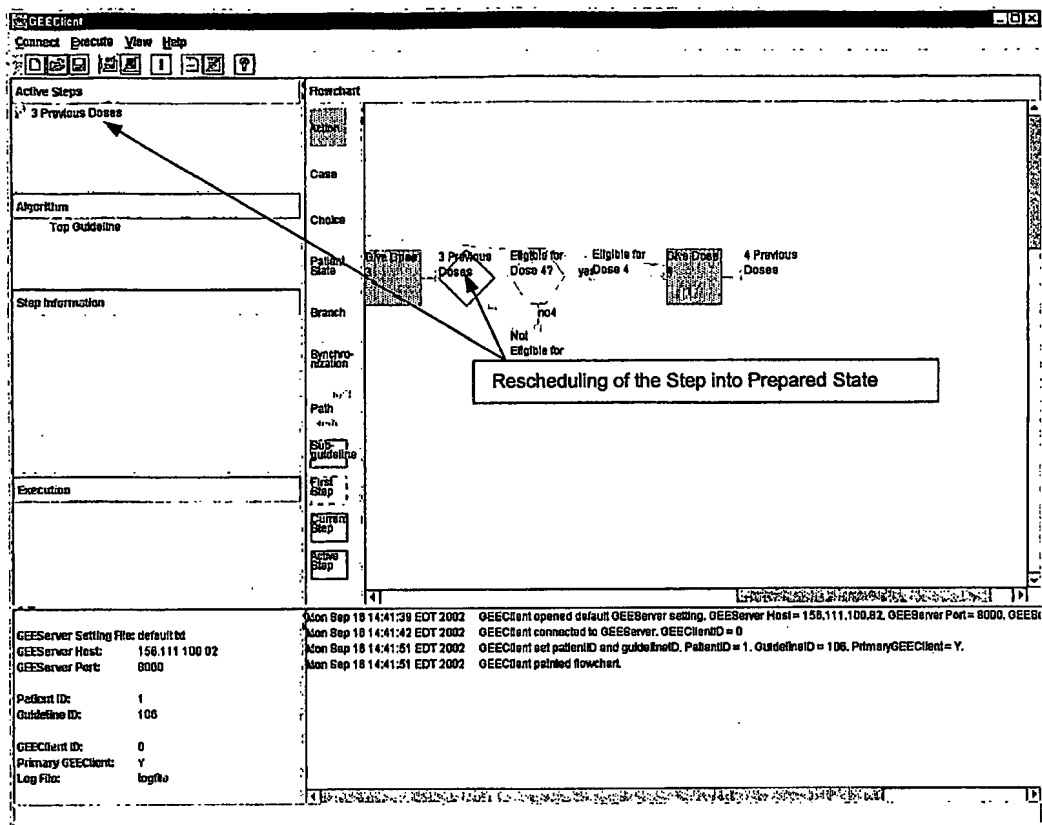 GEEClient
Connect Execute View Help
Active Steps
3 Previous Doses
Algorithm
Top Guideline
Step Information
Execution
Flowchart
Action
Case
Choice
Patient
State
Branch
Synchro-
nization
Path
Sub-
guideline
First
Step
Current
Step
Active
Step
Give Dose
3
3 Previous
Doses
Eligible for
Dose 4?
yes
Eligible for
Dose 4
Give Dose
4 Previous
Doses
no4
Not
Eligible for
Rescheduling of the Step into Prepared State
GEEServer Setting File: default.txt
GEEServer Host: 156.111.100.02
GEEServer Port: 8000
Patient ID: 1
Guideline ID: 106
GEEClient ID: 0
Primary GEEClient: Y
Log File: logfile
Mon Sep 16 14:41:39 EDT 2002 GEEClient opened default GEEServer setting. GEEServer Host = 156.111.100.82, GEEServer Port = 8000, GEESe
Mon Sep 16 14:41:42 EDT 2002 GEEClient connected to GEEServer. GEEClientID = 0
Mon Sep 16 14:41:51 EDT 2002 GEEClient set patientID and guidelineID. PatientID = 1. GuidelineID = 106. PrimaryGEEClient = Y.
Mon Sep 16 14:41:51 EDT 2002 GEEClient painted flowchart.